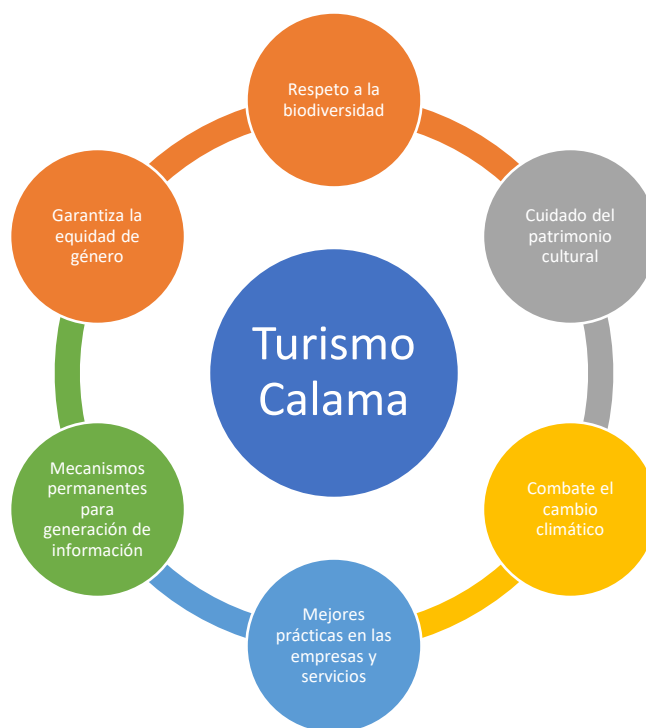 Respeto a la
biodiversidad
Cuidado del
patrimonio
cultural
Combate el
cambio
climático
Mejores
prácticas en las
empresas y
servicios
Mecanismos
permanentes
para
generación de
información
Garantiza la
equidad de
género
Turismo
Calama